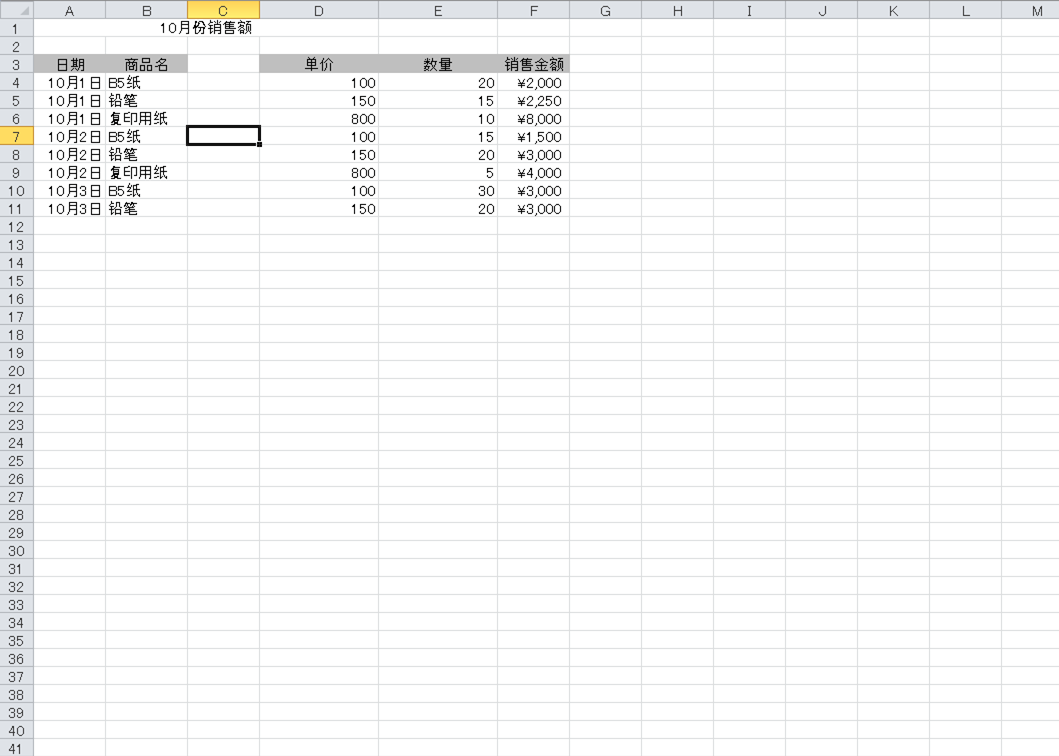 A B C D E F G H I J K L M
1 10月份销售额
2
3 日期 商品名 单价 数量 销售金额
4 10月1日 B5纸 100 20 ¥2,000
5 10月1日 铅笔 150 15 ¥2,250
6 10月1日 复印用纸 800 10 ¥8,000
7 10月2日 B5纸 100 15 ¥1,500
8 10月2日 铅笔 150 20 ¥3,000
9 10月2日 复印用纸 800 5 ¥4,000
10 10月3日 B5纸 100 30 ¥3,000
11 10月3日 铅笔 150 20 ¥3,000
12
13
14
15
16
17
18
19
20
21
22
23
24
25
26
27
28
29
30
31
32
33
34
35
36
37
38
39
40
41